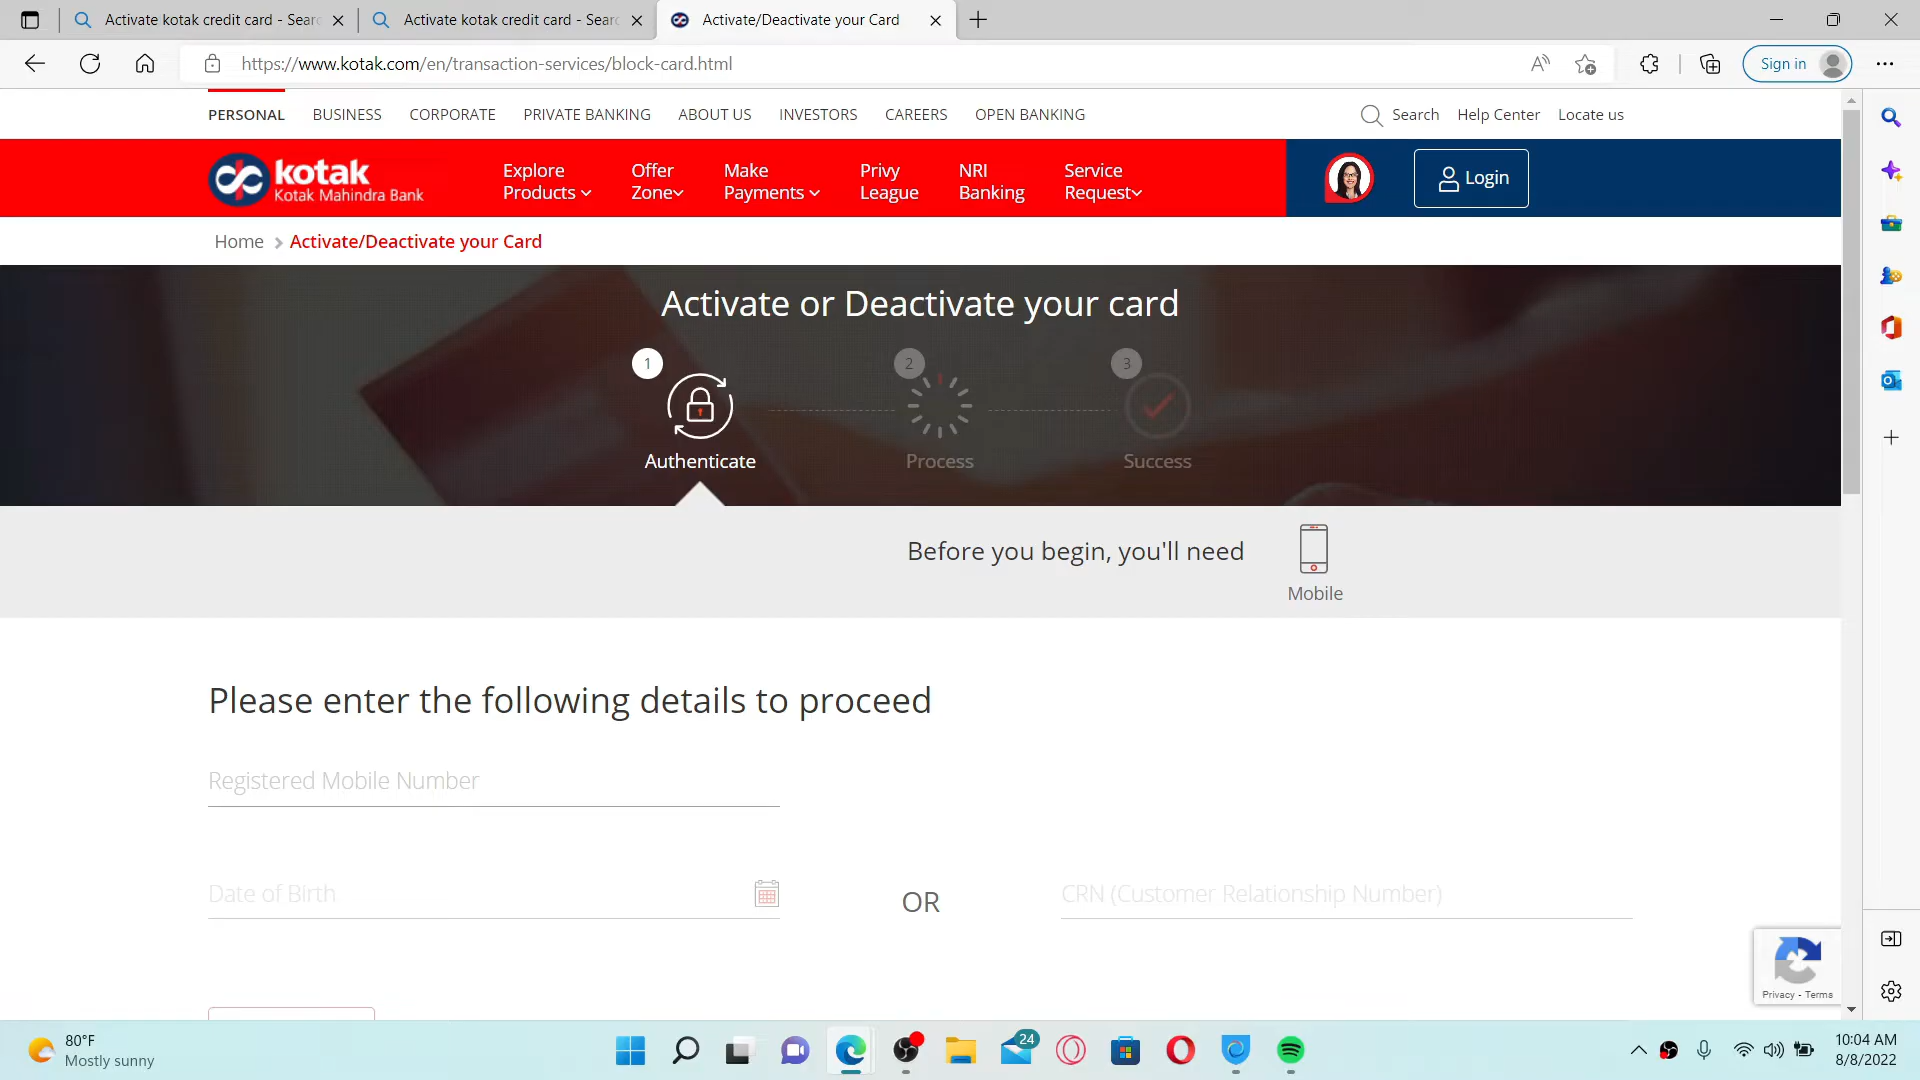 Activate kotak credit card - Sear
Activate kotak credit card - Sear
Activate/Deactivate your Card
https://www.kotak.com/en/transaction-services/block-card.html
Sign in
PERSONAL
BUSINESS
CORPORATE
PRIVATE BANKING
ABOUT US
INVESTORS
CAREERS
OPEN BANKING
Search
Help Center
Locate us
kotak
Kotak Mahindra Bank
Explore
Products
Offer
Zone
Make
Payments
Privy
League
NRI
Banking
Service
Request
Login
Home
Activate/Deactivate your Card
Activate or Deactivate your card
1
2
3
Authenticate
Process
Success
Before you begin, you'll need
Mobile
Please enter the following details to proceed
Registered Mobile Number
Date of Birth
OR
CRN (Customer Relationship Number)
Privacy - Terms
80°F
Mostly sunny
24
10:04 AM
8/8/2022